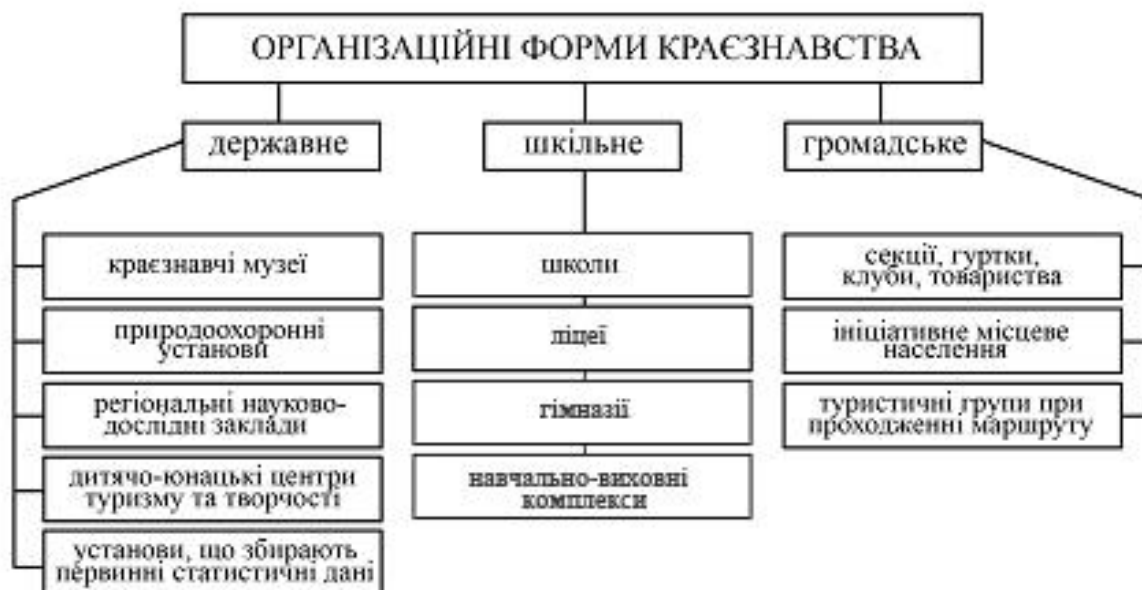 ОРГАНІЗАЦІЙНІ ФОРМИ КРАЄЗНАВСТВА
державне
шкільне
громадське
краєзнавчі музеї
природоохоронні
установи
регіональні науково-
дослідні заклади
дитячо-юнацькі центри
туризму та творчості
установи, що збирають
первинні статистичні дані
школи
ліцеї
гімназії
навчально-виховні
комплекси
секції, гуртки,
клуби, товариства
ініціативне місцеве
населення
туристичні групи при
проходженні маршруту